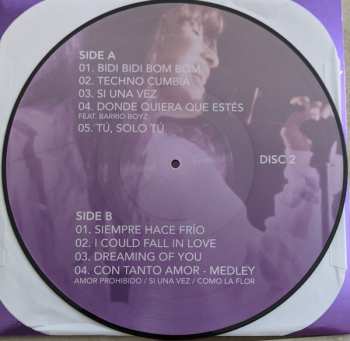 SIDE A
01. BIDI BIDI BOM BOM
02. TECHNO CUMBIA
03. SI UNA VEZ
04. DONDE QUIERA QUE ESTÉS
FEAT. BARRIO BOYZ
05. TÚ, SOLO TÚ
DISC 2
SIDE B
01. SIEMPRE HACE FRÍO
02. I COULD FALL IN LOVE
03. DREAMING OF YOU
04. CON TANTO AMOR - MEDLEY
AMOR PROHIBIDO / SI UNA VEZ / COMO LA FLOR